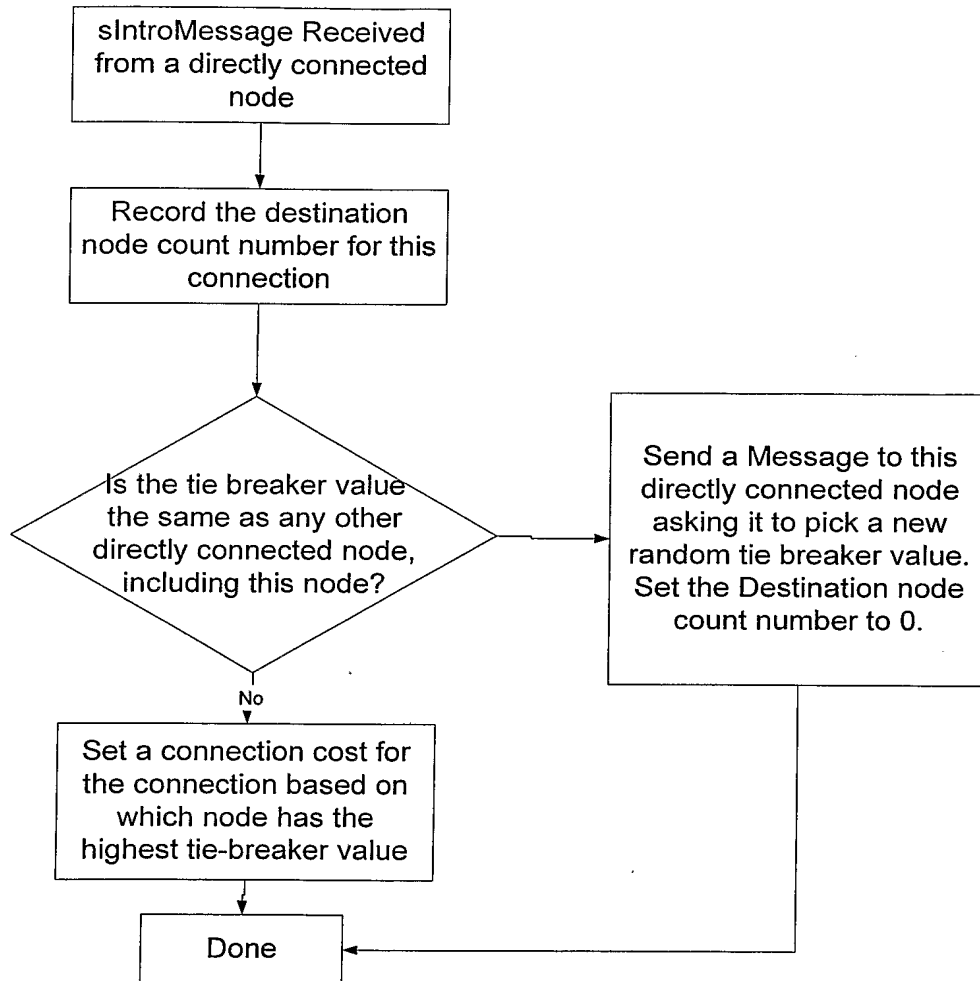 sIntroMessage Received
from a directly connected
node
Record the destination
node count number for this
connection
Is the tie breaker value
the same as any other
directly connected node,
including this node?
Send a Message to this
directly connected node
asking it to pick a new
random tie breaker value.
Set the Destination node
count number to 0.
No
Set a connection cost for
the connection based on
which node has the
highest tie-breaker value
Done